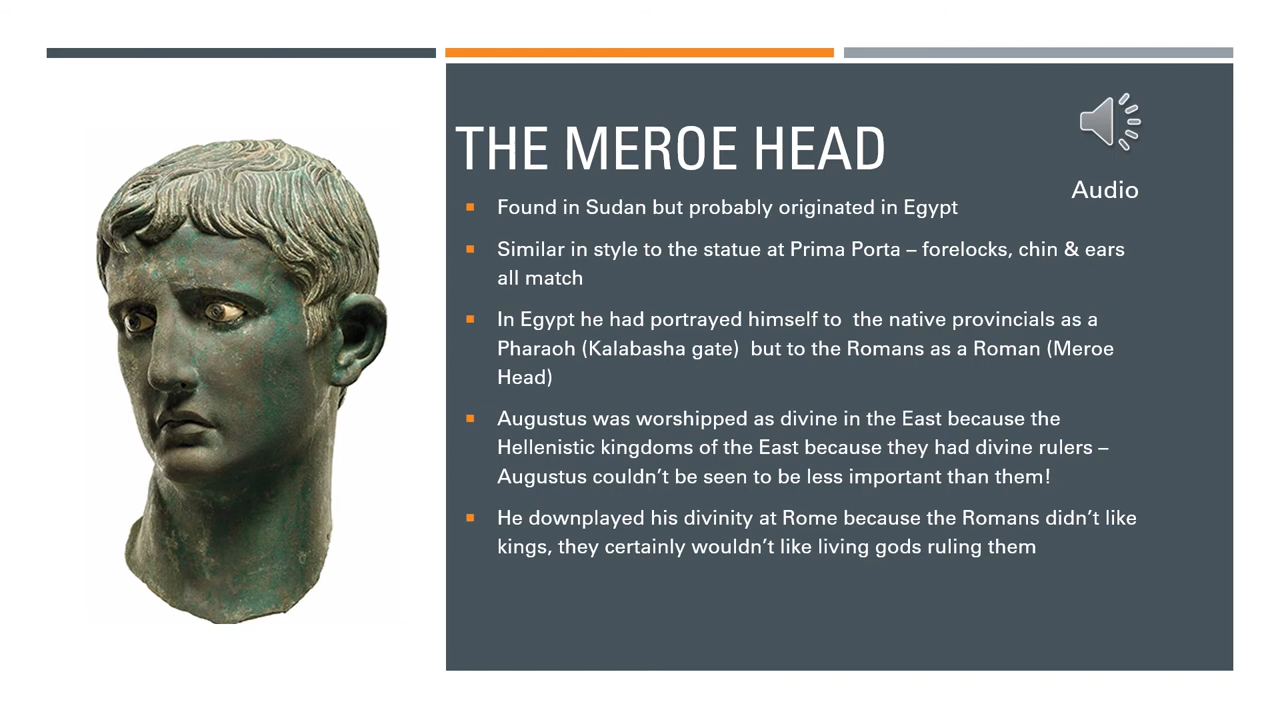 THE MEROE HEAD
Audio
Found in Sudan but probably originated in Egypt
Similar in style to the statue at Prima Porta – forelocks, chin & ears
all match
In Egypt he had portrayed himself to  the native provincials as a
Pharaoh (Kalabasha gate)  but to the Romans as a Roman (Meroe
Head)
Augustus was worshipped as divine in the East because the
Hellenistic kingdoms of the East because they had divine rulers –
Augustus couldn't be seen to be less important than them!
He downplayed his divinity at Rome because the Romans didn't like
kings, they certainly wouldn't like living gods ruling them